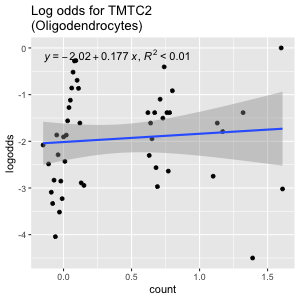 Log odds for TMTC2
(Oligodendrocytes)
y = −2.02 + 0.177 x, R² < 0.01
0
-1
-2
-3
-4
logodds
0.0 0.5 1.0 1.5
count